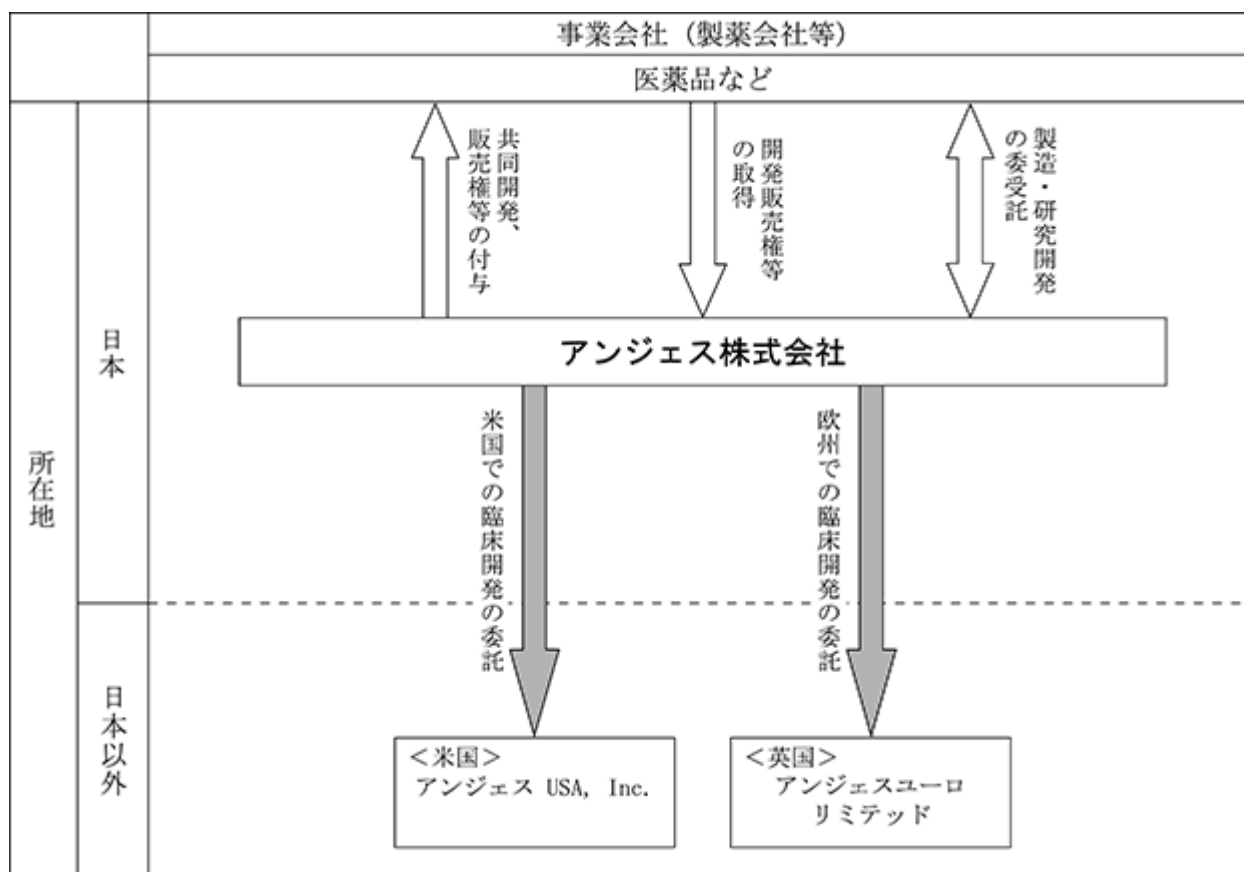 事業会社（製薬会社等）
医薬品など
所在地
日本
共同開発、
販売権等の付与
開発販売権等
の取得
製造・研究開発
の委受託
アンジェス株式会社
米国での臨床開発の委託
欧州での臨床開発の委託
日本以外
＜米国＞
アンジェス USA, Inc.
＜英国＞
アンジェスユーロ
リミテッド